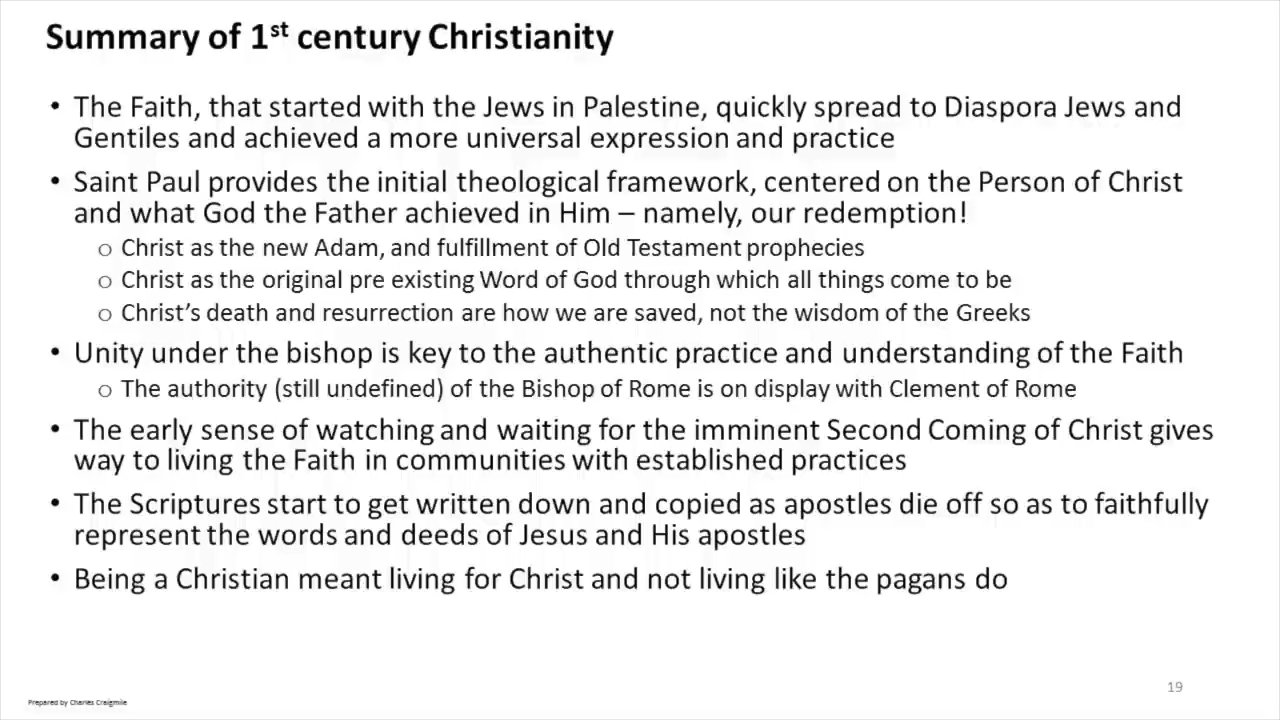 Summary of 1st century Christianity
• The Faith, that started with the Jews in Palestine, quickly spread to Diaspora Jews and
Gentiles and achieved a more universal expression and practice
• Saint Paul provides the initial theological framework, centered on the Person of Christ
and what God the Father achieved in Him – namely, our redemption!
o Christ as the new Adam, and fulfillment of Old Testament prophecies
o Christ as the original pre existing Word of God through which all things come to be
o Christ’s death and resurrection are how we are saved, not the wisdom of the Greeks
• Unity under the bishop is key to the authentic practice and understanding of the Faith
o The authority (still undefined) of the Bishop of Rome is on display with Clement of Rome
• The early sense of watching and waiting for the imminent Second Coming of Christ gives
way to living the Faith in communities with established practices
• The Scriptures start to get written down and copied as apostles die off so as to faithfully
represent the words and deeds of Jesus and His apostles
• Being a Christian meant living for Christ and not living like the pagans do
19
Prepared by Charles Craigmile